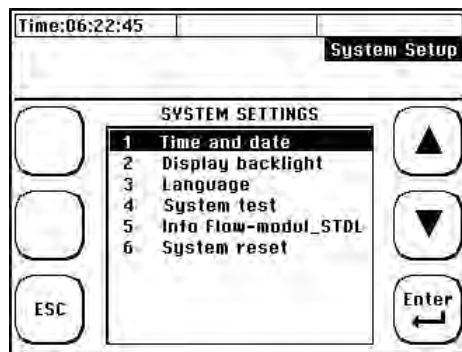 Time:06:22:45
System Setup
SYSTEM SETTINGS
1 Time and date
2 Display backlight
3 Language
4 System test
5 Info Flow-modul_STDL
6 System reset
ESC
Enter